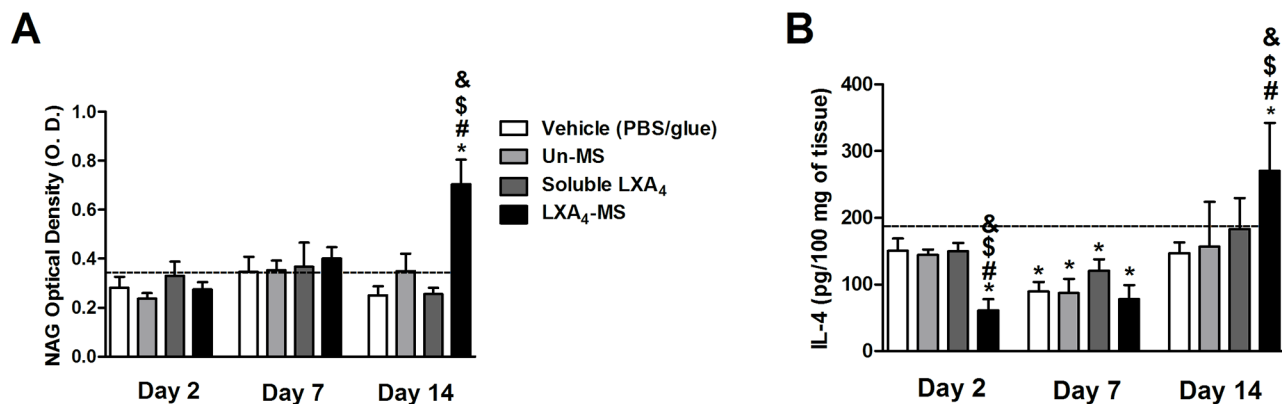 A
NAG Optical Density (O. D.)
1.0
0.8
0.6
0.4
0.2
0.0
&
$
#
*
Day 2
Day 7
Day 14
Vehicle (PBS/glue)
Un-MS
Soluble LXA₄
LXA₄-MS
B
IL-4 (pg/100 mg of tissue)
400
300
200
100
0
&
$
#
*
*
*
*
*
&
$
#
*
Day 2
Day 7
Day 14